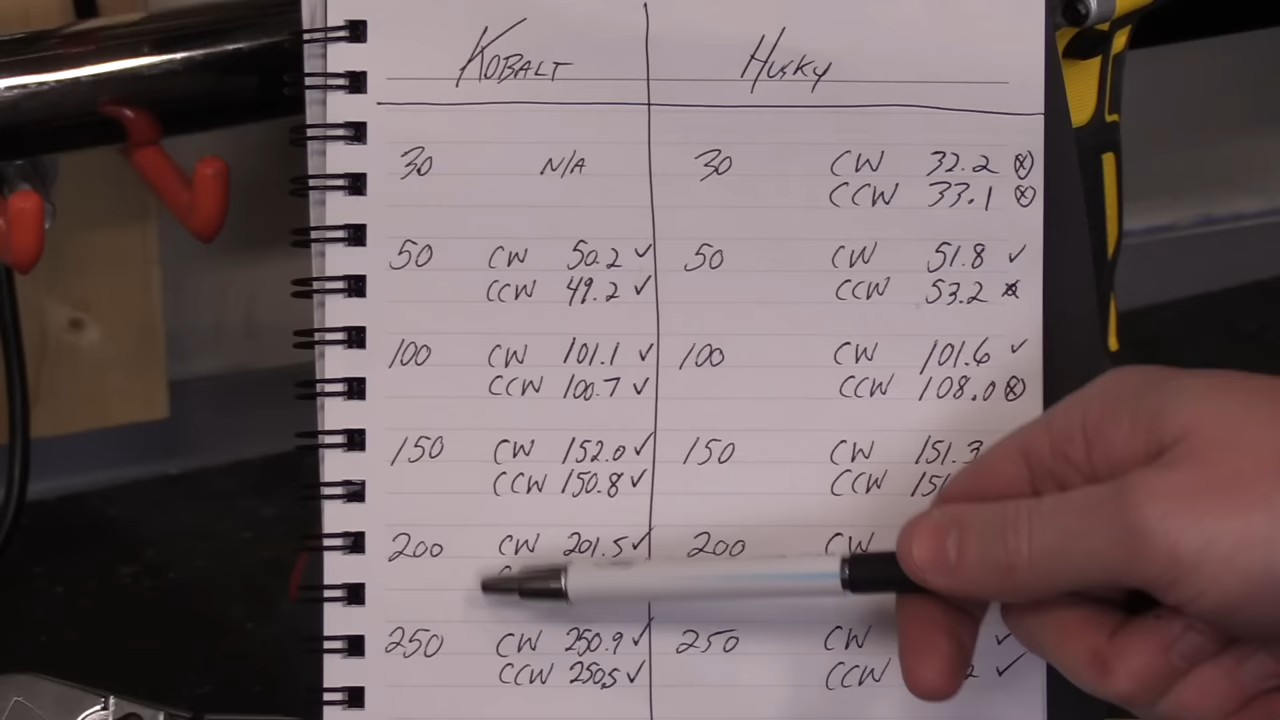 KOBALT HUSKY
30 N/A 30 CW 32.2 ⊗
CCW 33.1 ⊗
50 CW 50.2 ✓ 50 CW 51.8 ✓
CCW 49.2 ✓ CCW 53.2 ×
100 CW 101.1 ✓ 100 CW 101.6 ✓
CCW 100.7 ✓ CCW 108.0 ⊗
150 CW 152.0 ✓ 150 CW 151.3
CCW 150.8 ✓ CCW
200 CW 201.5 ✓ 200 CW
250 CW 250.9 ✓ 250 CW ✓
CCW 250.5 ✓ CCW ✓